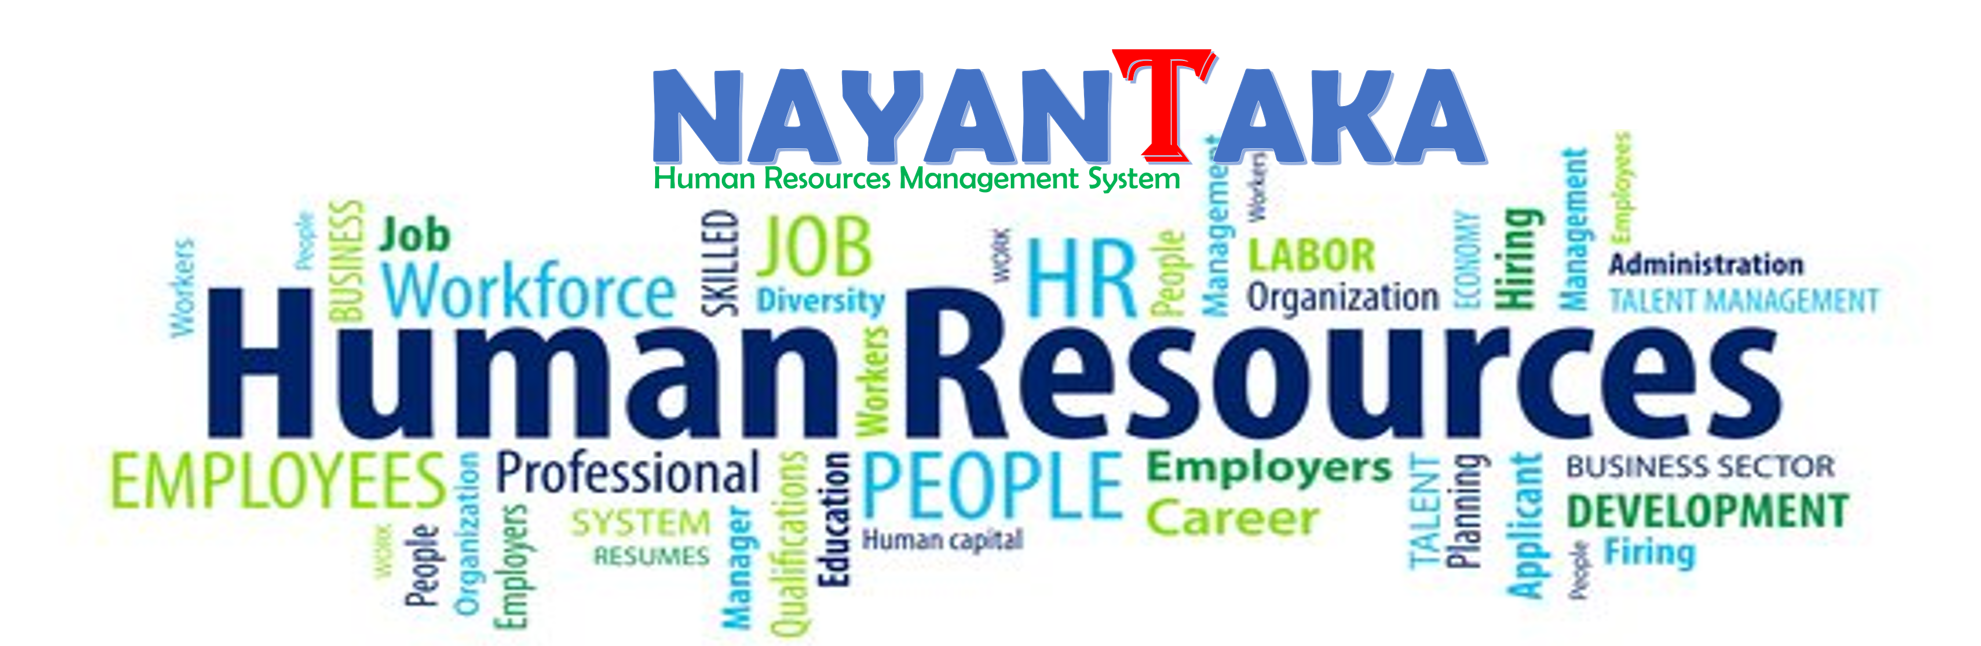 NAYANTAKA
Human Resources Management System
Workers
People
BUSINESS
Job
Workforce
SKILLED
JOB
Diversity
WORK
HR
People
Management
Workers
LABOR
Organization
ECONOMY
Hiring
Management
Employees
Administration
TALENT MANAGEMENT
Human Resources
Workers
EMPLOYEES
WORK
People
Organization
Professional
Employers
SYSTEM
RESUMES
Manager
Qualifications
Education
PEOPLE
Human capital
Employers
Career
TALENT
Planning
Applicant
BUSINESS SECTOR
DEVELOPMENT
People
Firing